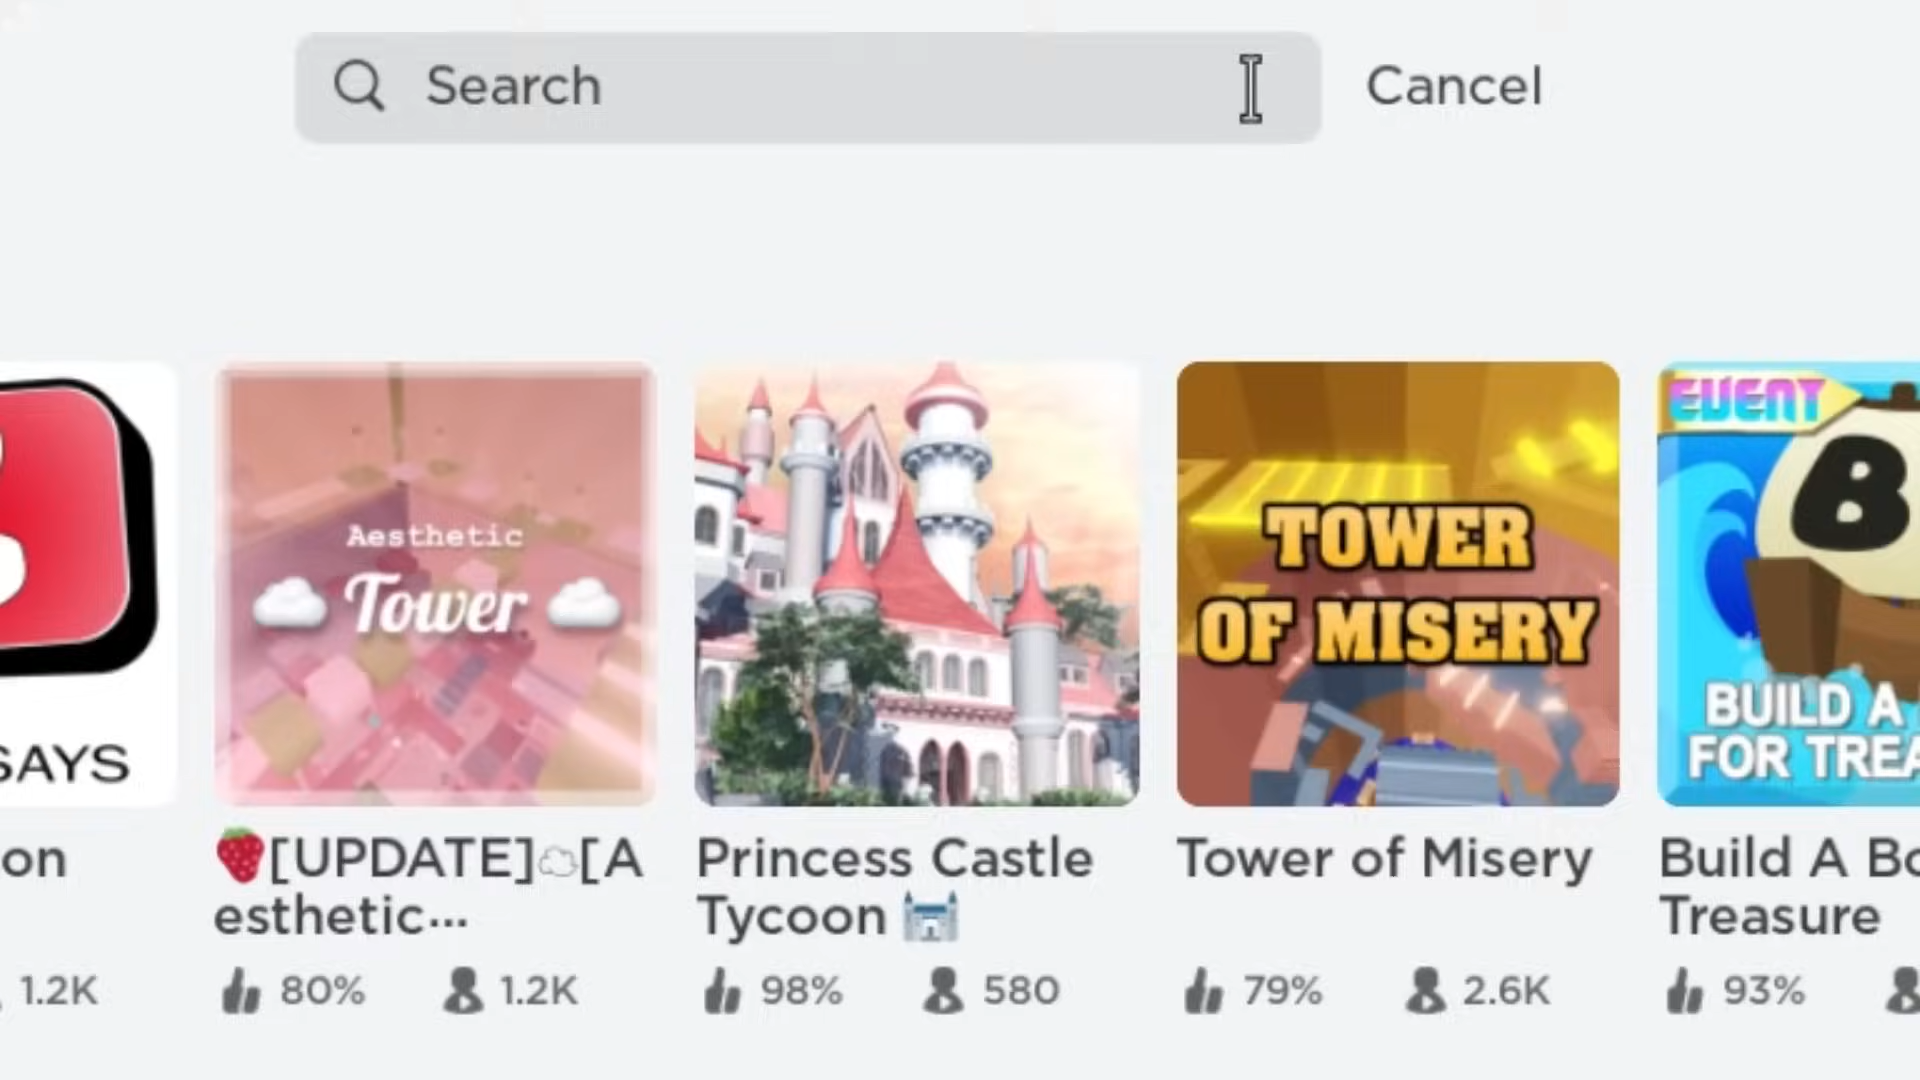 Search
Cancel
SAYS
Aesthetic
Tower
TOWER
OF MISERY
EVENT
B
BUILD A
FOR TREA
on
[UPDATE] [A
esthetic...
Princess Castle
Tycoon
Tower of Misery
Build A Bo
Treasure
1.2K
80%
1.2K
98%
580
79%
2.6K
93%